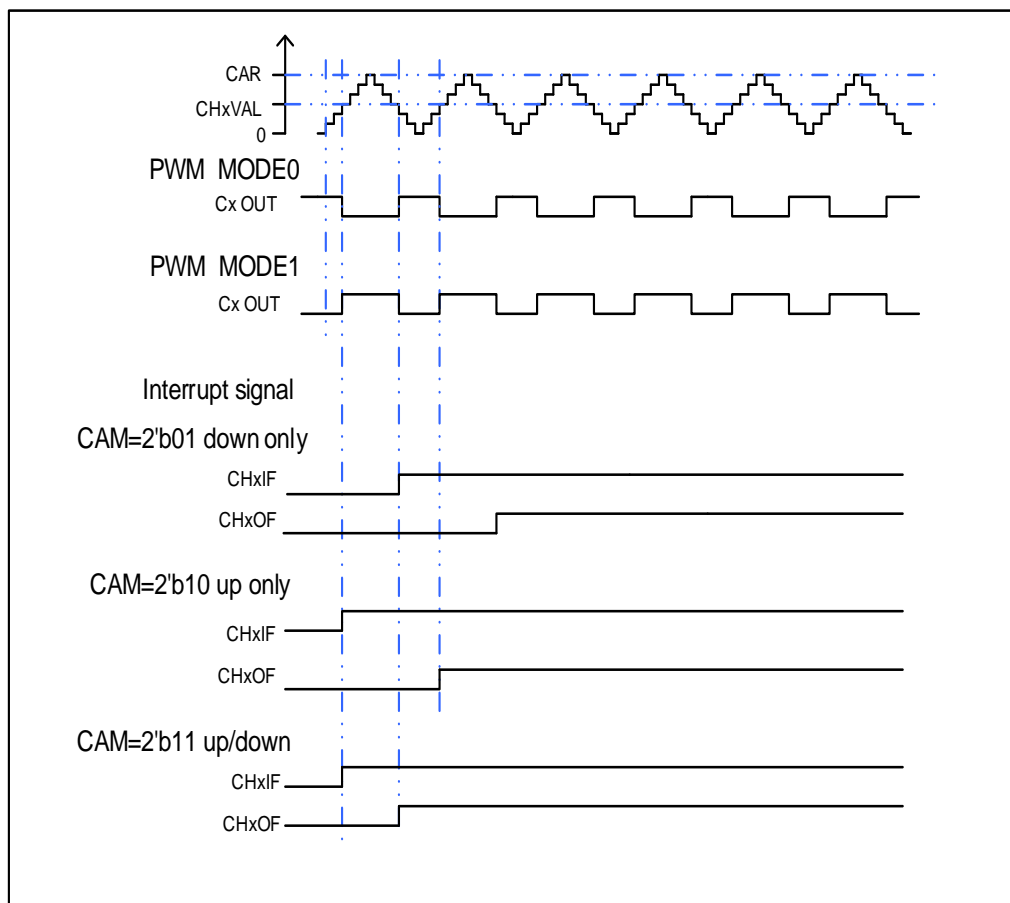 CAR
CHxVAL
0
PWM MODE0
Cx OUT
PWM MODE1
Cx OUT
Interrupt signal
CAM=2'b01 down only
CHxIF
CHxOF
CAM=2'b10 up only
CHxIF
CHxOF
CAM=2'b11 up/down
CHxIF
CHxOF